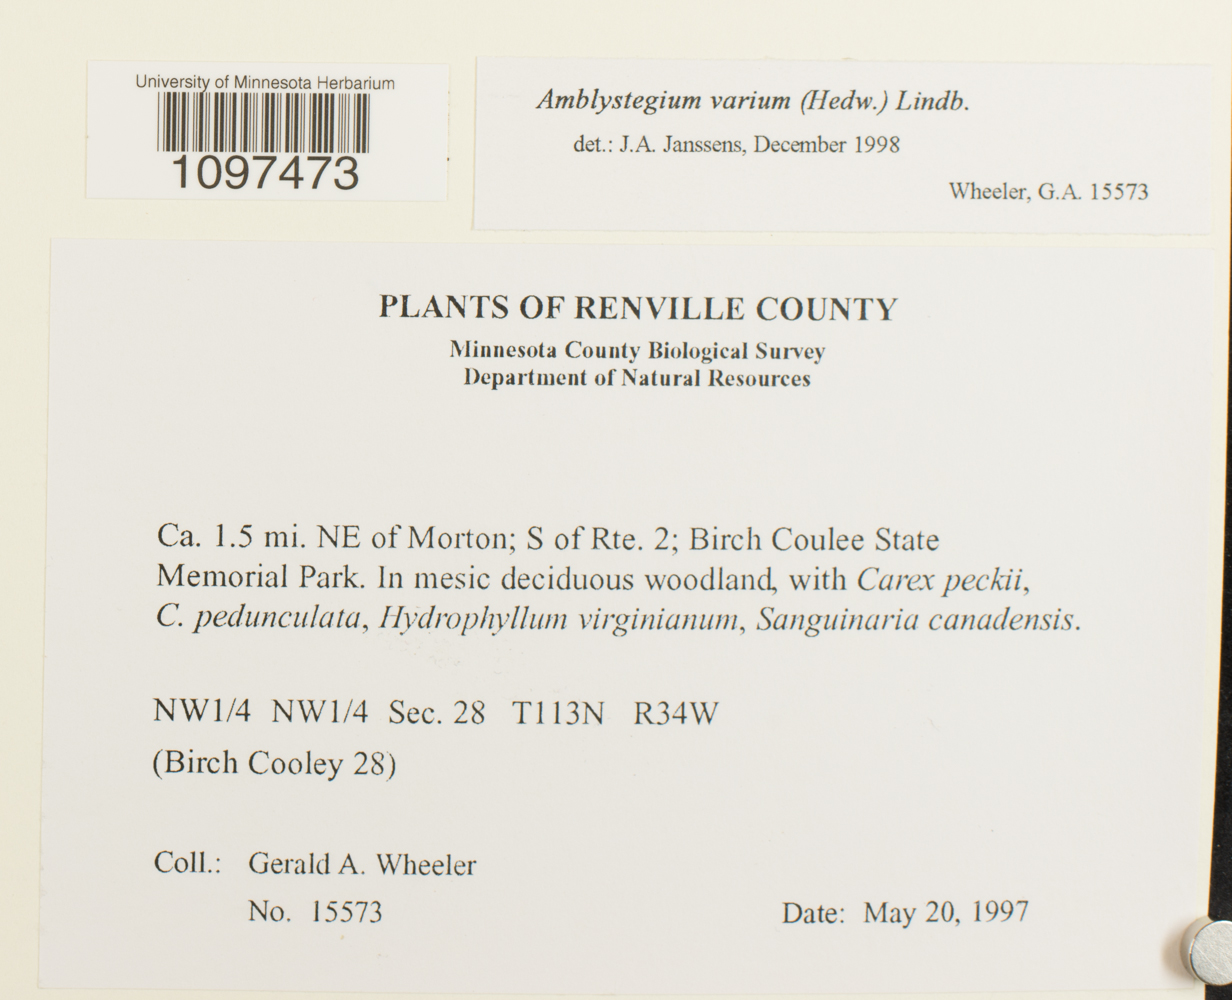 University of Minnesota Herbarium
1097473
Amblystegium varium (Hedw.) Lindb.
det.: J.A. Janssens, December 1998
Wheeler, G.A. 15573
PLANTS OF RENVILLE COUNTY
Minnesota County Biological Survey
Department of Natural Resources
Ca. 1.5 mi. NE of Morton; S of Rte. 2; Birch Coulee State
Memorial Park. In mesic deciduous woodland, with Carex peckii,
C. pedunculata, Hydrophyllum virginianum, Sanguinaria canadensis.
NW1/4 NW1/4 Sec. 28 T113N R34W
(Birch Cooley 28)
Coll.: Gerald A. Wheeler
No. 15573 Date: May 20, 1997